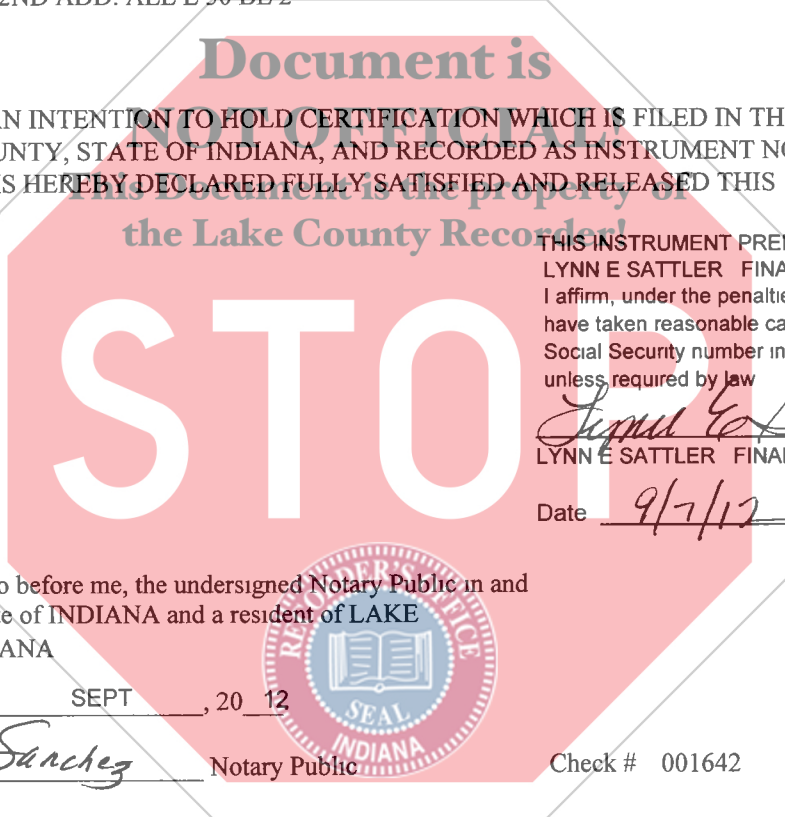 2ND ADD. ALL L 30 BL 2
Document is
AN INTENTION TO HOLD CERTIFICATION WHICH IS FILED IN TH
NOT OFFICIAL!
UNTY, STATE OF INDIANA, AND RECORDED AS INSTRUMENT NO
IS HEREBY DECLARED FULLY SATISFIED AND RELEASED THIS
This Document is the property of
the Lake County Recorder!
THIS INSTRUMENT PREP
LYNN E SATTLER FINA
I affirm, under the penaltie
have taken reasonable ca
Social Security number in
unless required by law
STOP
Lynn E S
LYNN E SATTLER FINA
Date 9/7/12
o before me, the undersigned Notary Public in and
te of INDIANA and a resident of LAKE
ANA
SEPT , 20 12
Sanchez Notary Public
RECORDER'S OFFICE
SEAL
INDIANA
Check # 001642